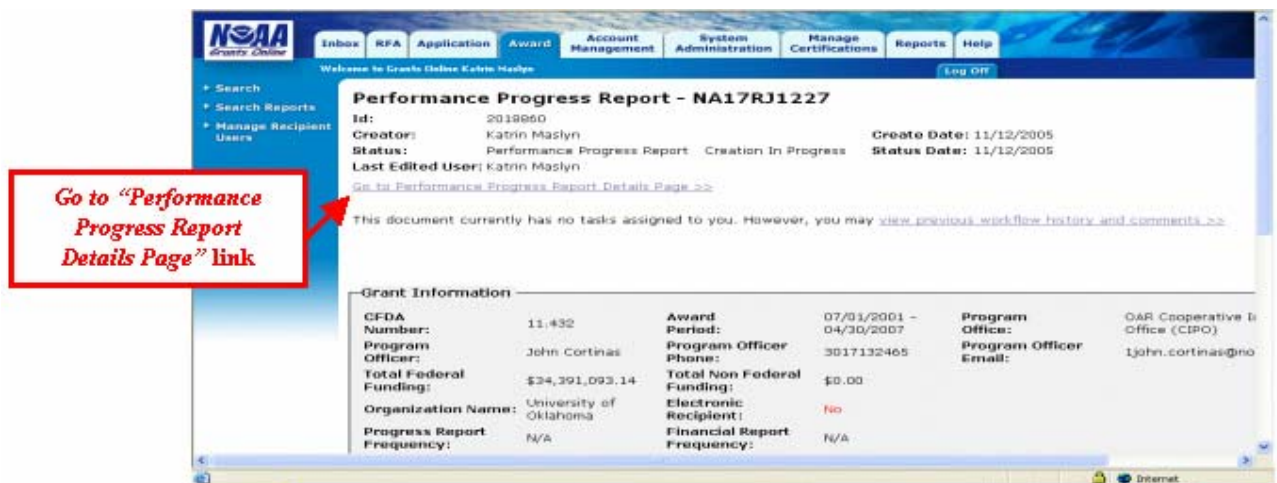 NOAA
Grants Online
Inbox RFA Application Award Account Management System Administration Manage Certifications Reports Help
Welcome to Grants Online Katrin Maslyn
Log Off
Search
Search Reports
Manage Recipient Users
Performance Progress Report - NA17RJ1227
Id: 2018860
Creator: Katrin Maslyn Create Date: 11/12/2005
Status: Performance Progress Report Creation In Progress Status Date: 11/12/2005
Last Edited User: Katrin Maslyn
Go to Performance Progress Report Details Page >>
Go to "Performance
Progress Report
Details Page" link
This document currently has no tasks assigned to you. However, you may view previous workflow history and comments >>
Grant Information
CFDA Number: 11.432 Award Period: 07/01/2001 - 04/30/2007 Program Office: OAR Cooperative Office (CIPO)
Program Officer: John Cortinas Program Officer Phone: 3017132465 Program Officer Email: 1john.cortinas@no
Total Federal Funding: $34,391,093.14 Total Non Federal Funding: $0.00
Organization Name: University of Oklahoma Electronic Recipient: No
Progress Report Frequency: N/A Financial Report Frequency: N/A
Internet